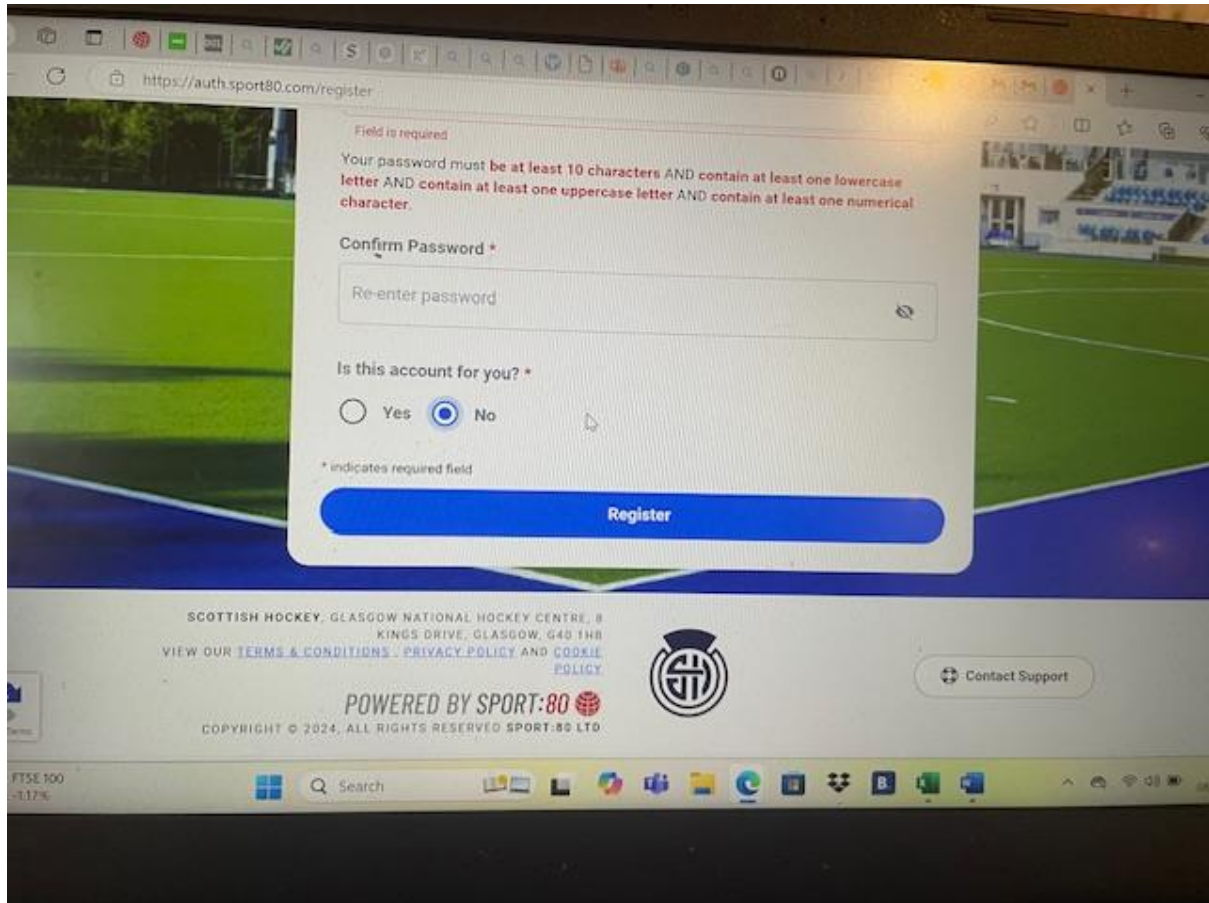 https://auth.sport80.com/register
Field is required
Your password must be at least 10 characters AND contain at least one lowercase
letter AND contain at least one uppercase letter AND contain at least one numerical
character.
Confirm Password *
Re-enter password
Is this account for you? *
Yes No
* indicates required field
Register
SCOTTISH HOCKEY, GLASGOW NATIONAL HOCKEY CENTRE, 8
KINGS DRIVE, GLASGOW, G40 1HB
VIEW OUR TERMS & CONDITIONS , PRIVACY POLICY AND COOKIE
POLICY
POWERED BY SPORT:80
COPYRIGHT © 2024, ALL RIGHTS RESERVED SPORT:80 LTD
Contact Support
Terms
FTSE 100
-1.17%
Search